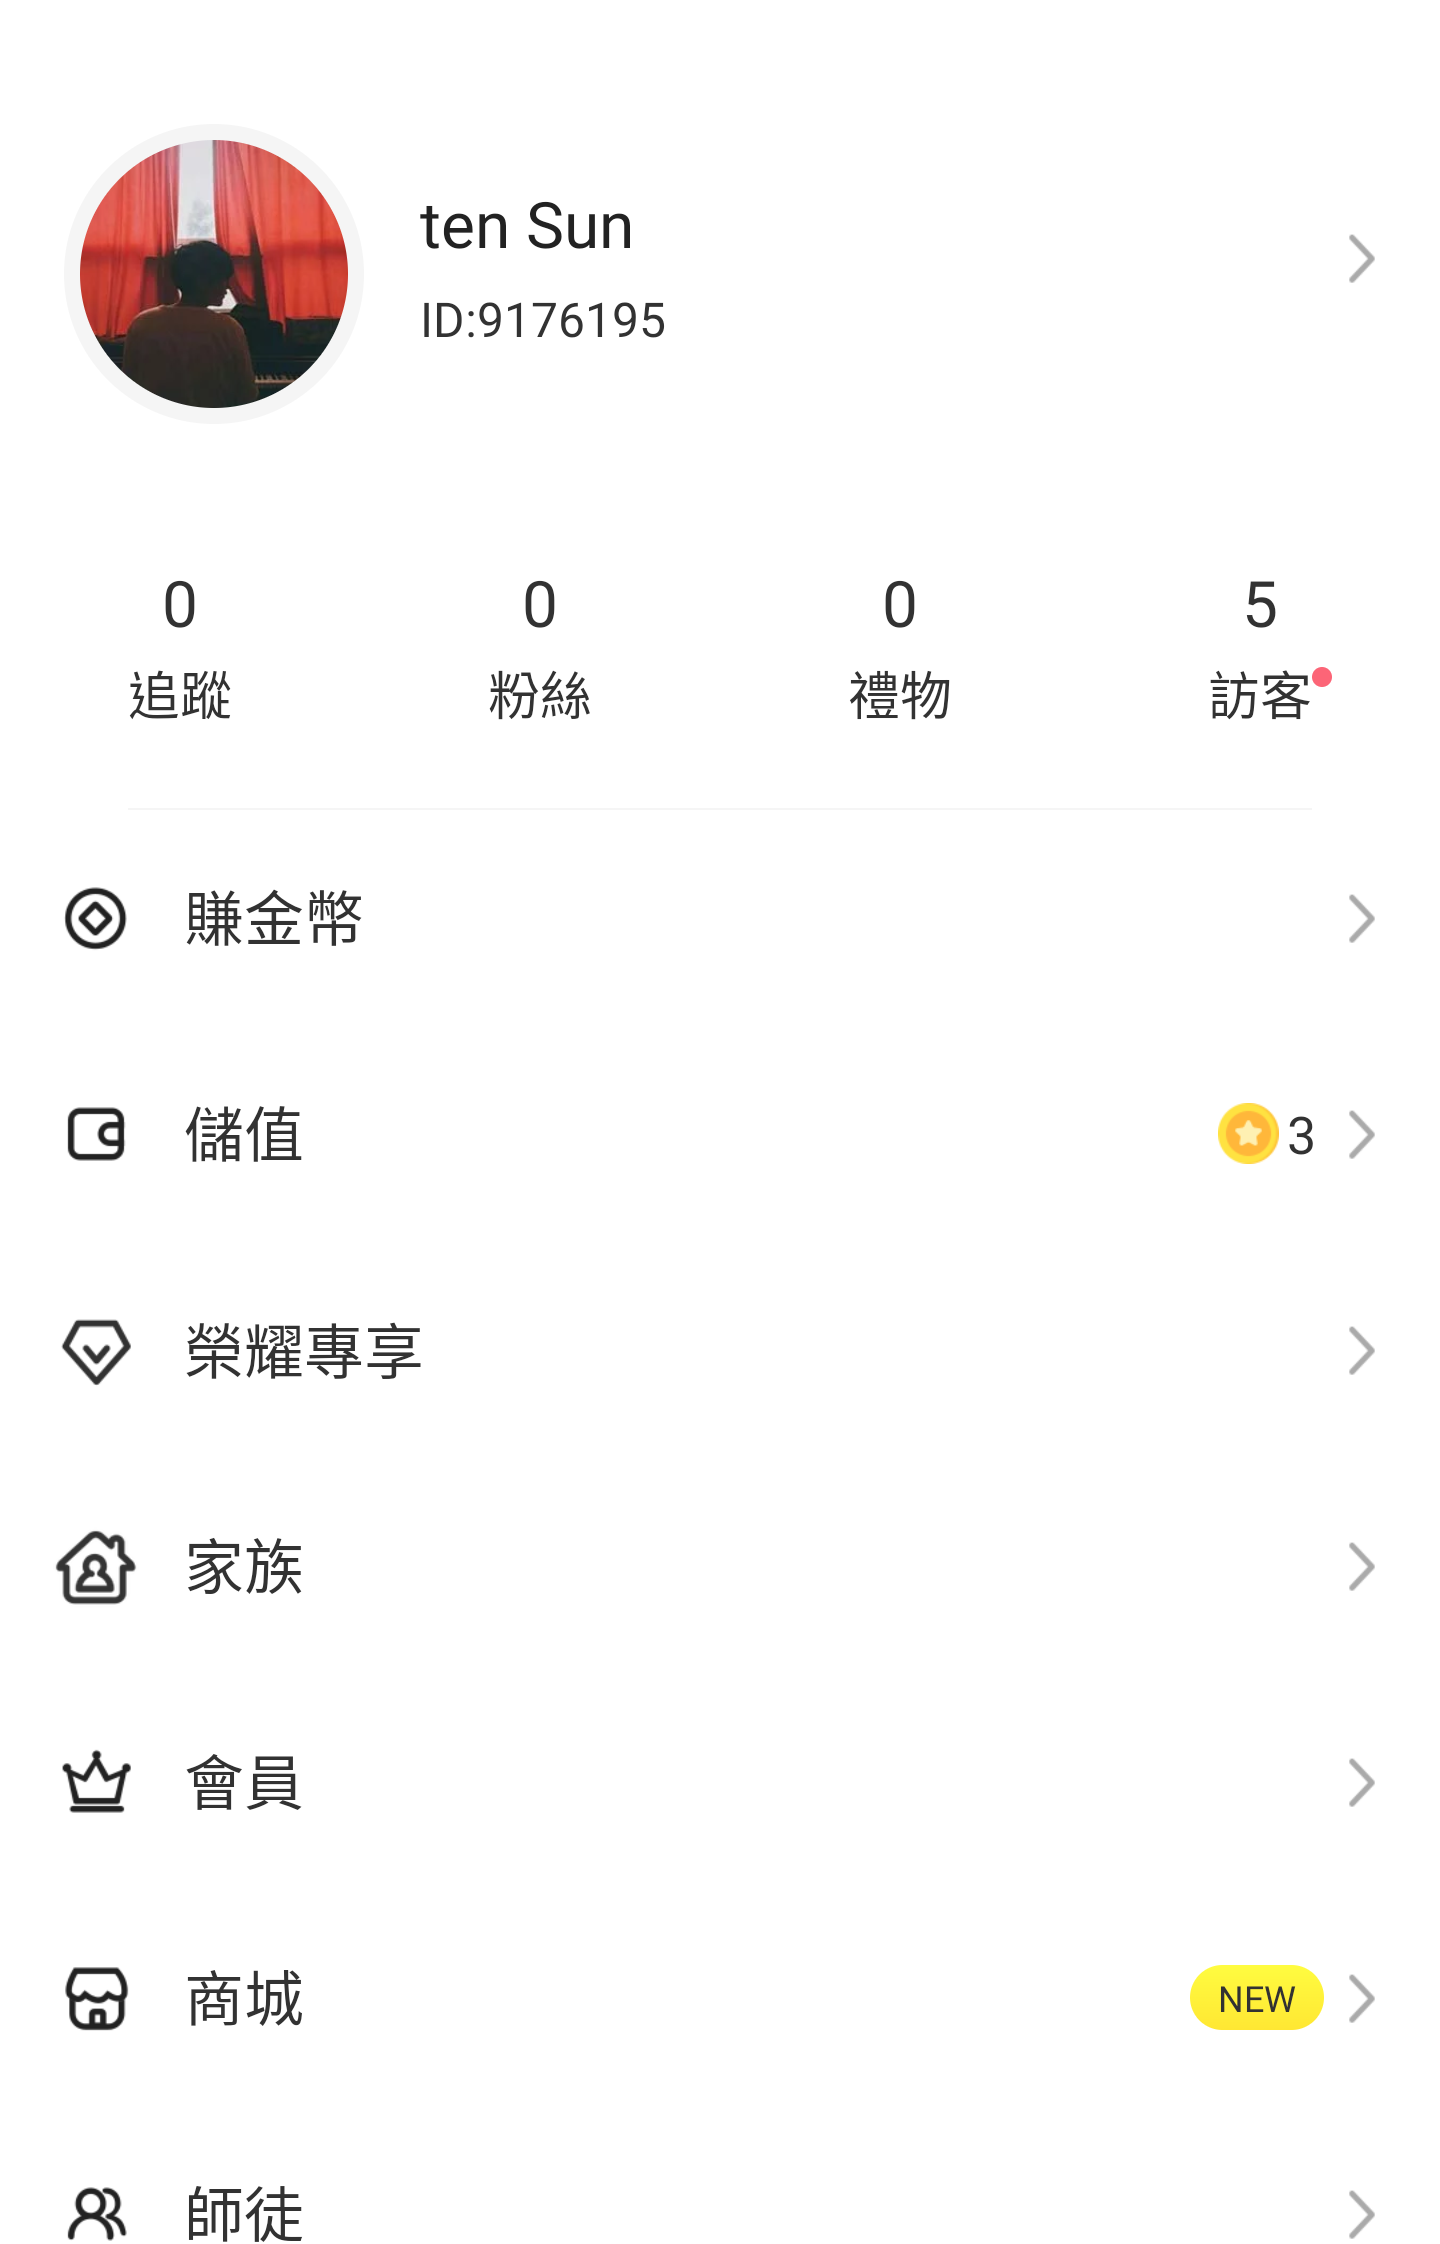 ten Sun
ID:9176195
0 0 0 5
追蹤 粉絲 禮物 訪客
賺金幣
儲值 3
榮耀專享
家族
會員
商城 NEW
師徒